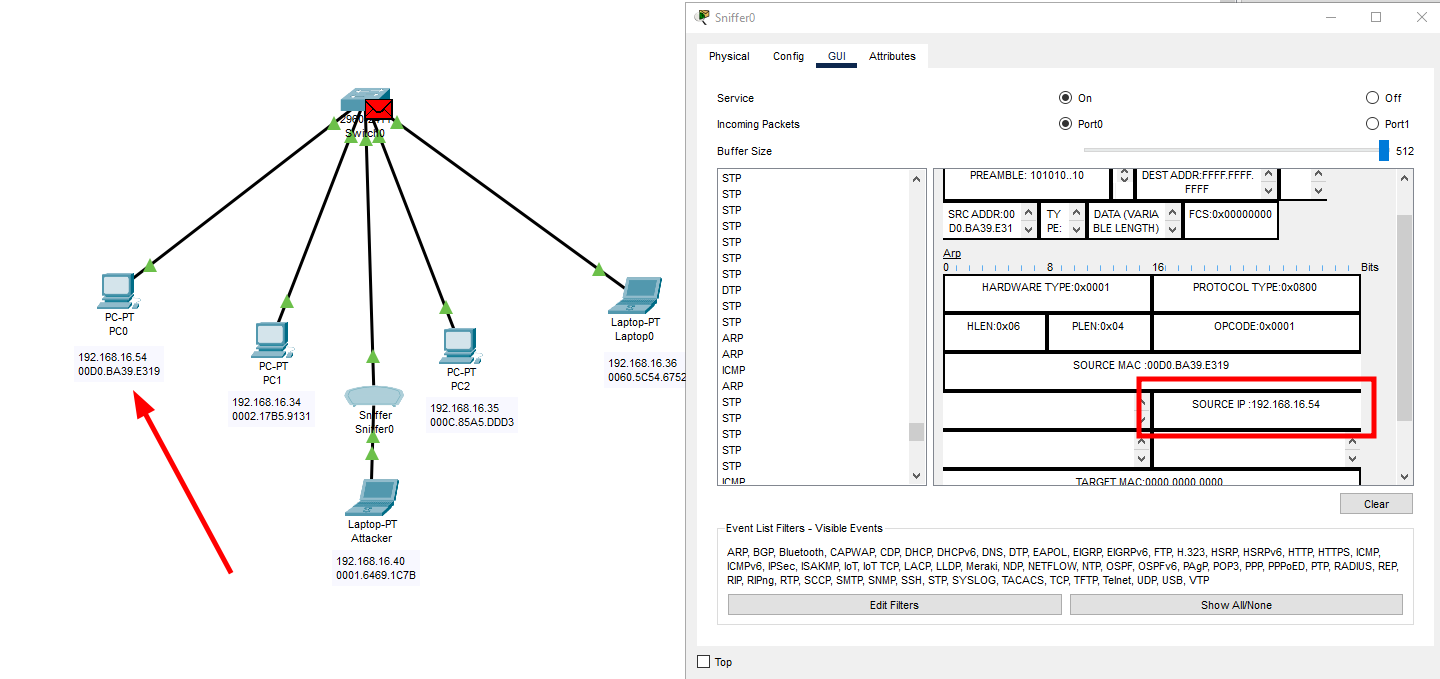 2960-24TT
Switch0
PC-PT
PC0
192.168.16.54
00D0.BA39.E319
PC-PT
PC1
192.168.16.34
0002.17B5.9131
Sniffer
Sniffer0
PC-PT
PC2
192.168.16.35
000C.85A5.DDD3
Laptop-PT
Laptop0
192.168.16.36
0060.5C54.6752
Laptop-PT
Attacker
192.168.16.40
0001.6469.1C7B
Sniffer0
Physical Config GUI Attributes
Service On Off
Incoming Packets Port0 Port1
Buffer Size 512
STP
STP
STP
STP
STP
STP
STP
DTP
STP
STP
ARP
ARP
ICMP
ARP
STP
STP
STP
STP
STP
ICMP
PREAMBLE: 101010..10
DEST ADDR:FFFF.FFFF.
FFFF
SRC ADDR:00
D0.BA39.E31
TY
PE:
DATA (VARIA
BLE LENGTH)
FCS:0x00000000
Arp
0 8 16 Bits
HARDWARE TYPE:0x0001 PROTOCOL TYPE:0x0800
HLEN:0x06 PLEN:0x04 OPCODE:0x0001
SOURCE MAC :00D0.BA39.E319
SOURCE IP :192.168.16.54
TARGET MAC:0000.0000.0000
Clear
Event List Filters - Visible Events
ARP, BGP, Bluetooth, CAPWAP, CDP, DHCP, DHCPv6, DNS, DTP, EAPOL, EIGRP, EIGRPv6, FTP, H.323, HSRP, HSRPv6, HTTP, HTTPS, ICMP,
ICMPv6, IPSec, ISAKMP, IoT, IoT TCP, LACP, LLDP, Meraki, NDP, NETFLOW, NTP, OSPF, OSPFv6, PAgP, POP3, PPP, PPPoED, PTP, RADIUS, REP,
RIP, RIPng, RTP, SCCP, SMTP, SNMP, SSH, STP, SYSLOG, TACACS, TCP, TFTP, Telnet, UDP, USB, VTP
Edit Filters Show All/None
Top